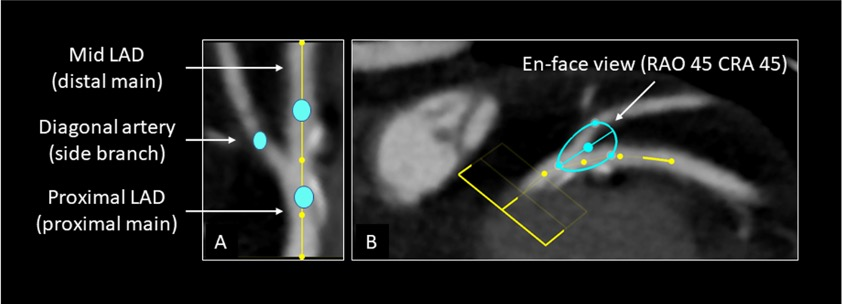 Mid LAD
(distal main)
Diagonal artery
(side branch)
Proximal LAD
(proximal main)
A
En-face view (RAO 45 CRA 45)
B